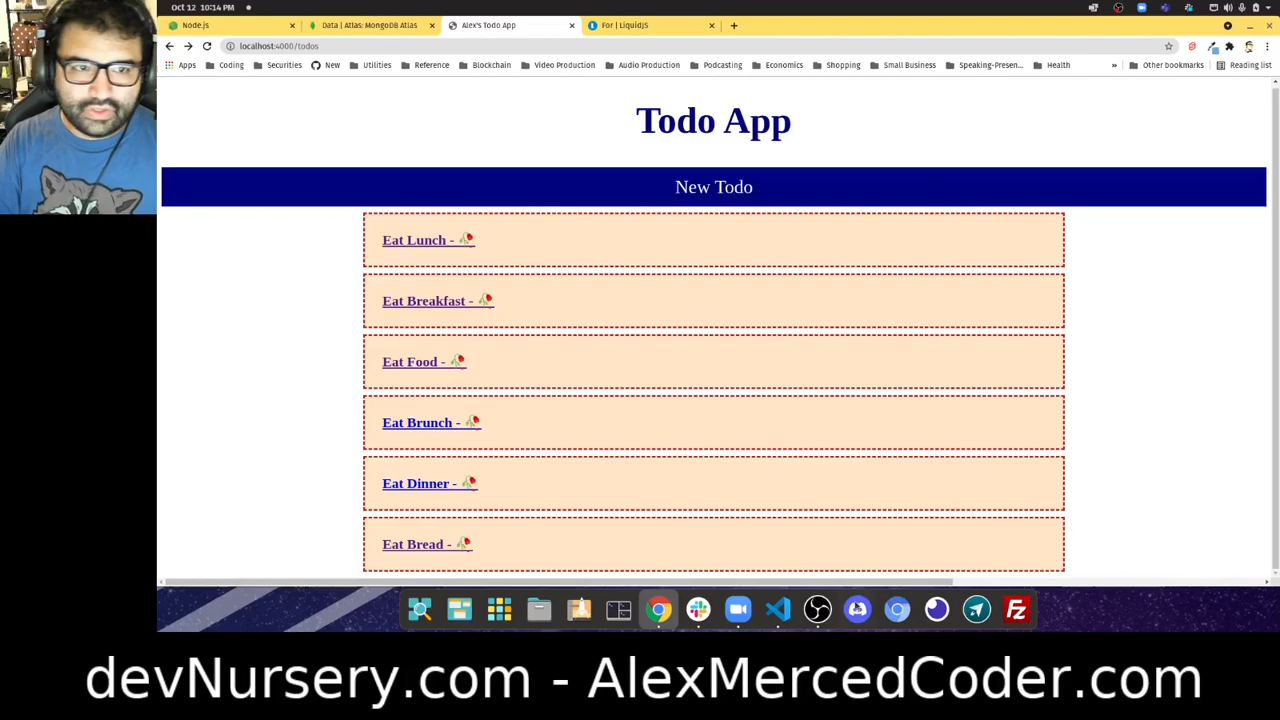 Oct 12 10:14 PM
Node.js
Data | Atlas: MongoDB Atlas
Alex's Todo App
For | LiquidJS
localhost:4000/todos
Apps Coding Securities New Utilities Reference Blockchain Video Production Audio Production Podcasting Economics Shopping Small Business Speaking-Presen... Health » Other bookmarks Reading list
Todo App
New Todo
Eat Lunch -
Eat Breakfast -
Eat Food -
Eat Brunch -
Eat Dinner -
Eat Bread -
Fz
devNursery.com - AlexMercedCoder.com